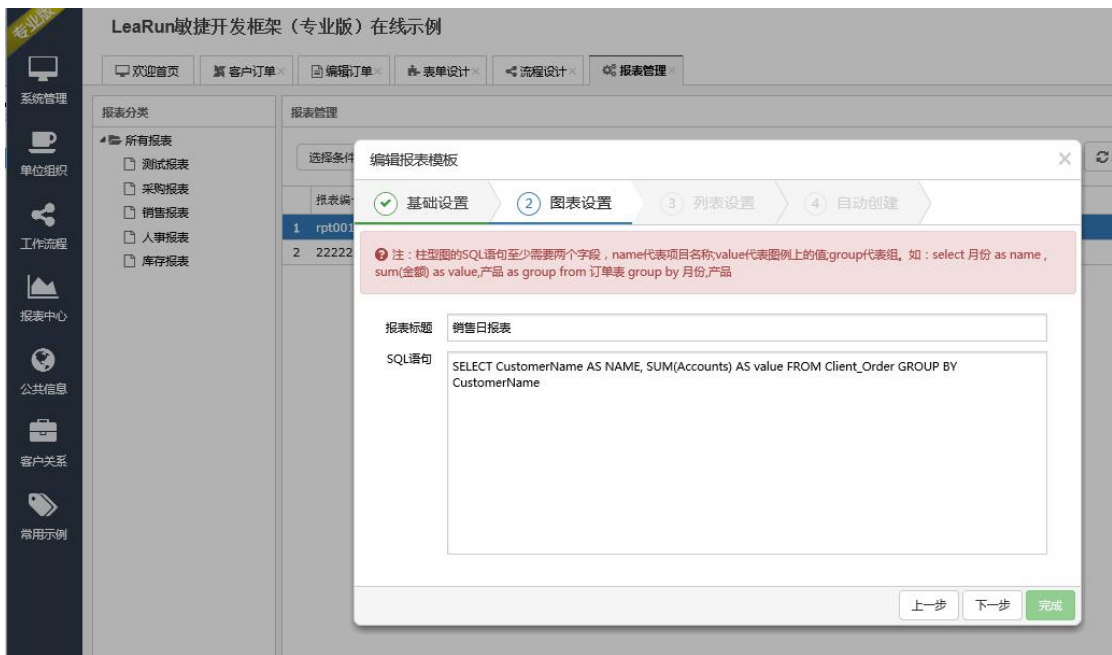 专业版
LeaRun敏捷开发框架（专业版）在线示例
欢迎首页
客户订单
编辑订单
表单设计
流程设计
报表管理
系统管理
单位组织
工作流程
报表中心
公共信息
客户关系
常用示例
报表分类
所有报表
测试报表
采购报表
销售报表
人事报表
库存报表
报表管理
选择条件
报表编
1 rpt001
2 22222
编辑报表模板
基础设置
2 图表设置
3 列表设置
4 自动创建
注：柱型图的SQL语句至少需要两个字段，name代表项目名称;value代表图例上的值;group代表组。如：select 月份 as name ,
sum(金额) as value,产品 as group from 订单表 group by 月份,产品
报表标题 销售日报表
SQL语句
SELECT CustomerName AS NAME, SUM(Accounts) AS value FROM Client_Order GROUP BY
CustomerName
上一步 下一步 完成